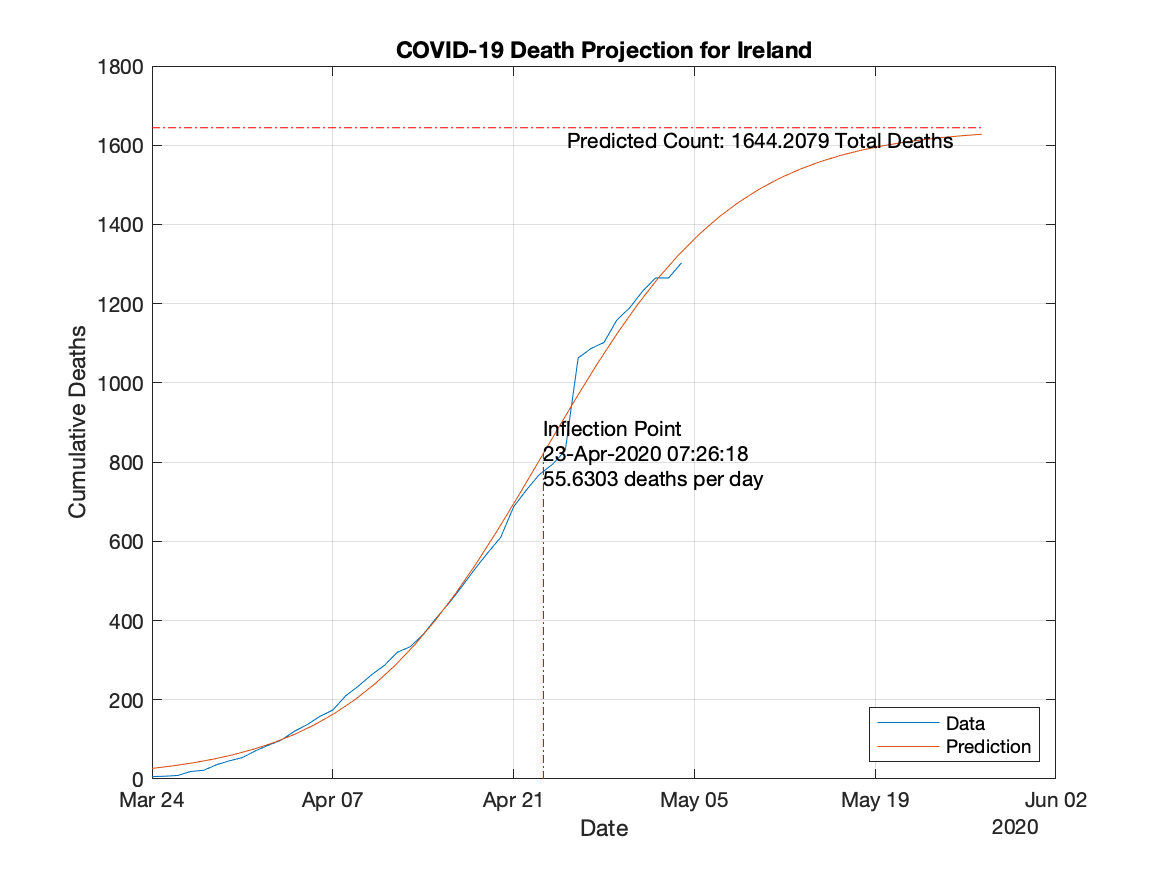 COVID-19 Death Projection for Ireland
1800
1600
1400
1200
1000
800
600
400
200
0
Cumulative Deaths
Predicted Count: 1644.2079 Total Deaths
Inflection Point
23-Apr-2020 07:26:18
55.6303 deaths per day
Data
Prediction
Mar 24
Apr 07
Apr 21
May 05
May 19
Jun 02
Date
2020